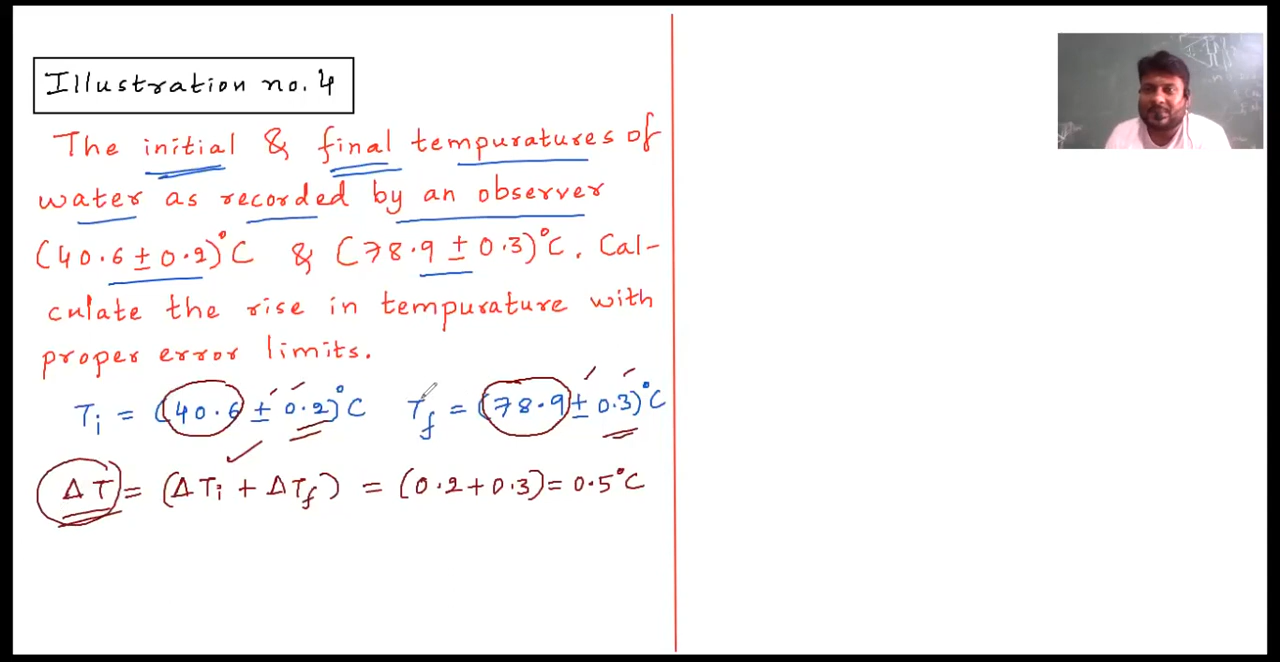 Illustration no. 4
The initial & final tempuratures of
water as recorded by an observer
(40.6 ± 0.2)°C & (78.9 ± 0.3)°C. Cal-
culate the rise in tempurature with
proper error limits.
Ti = (40.6 ± 0.2)°C Tf = (78.9 ± 0.3)°C
ΔT = (ΔTi + ΔTf) = (0.2+0.3) = 0.5°C